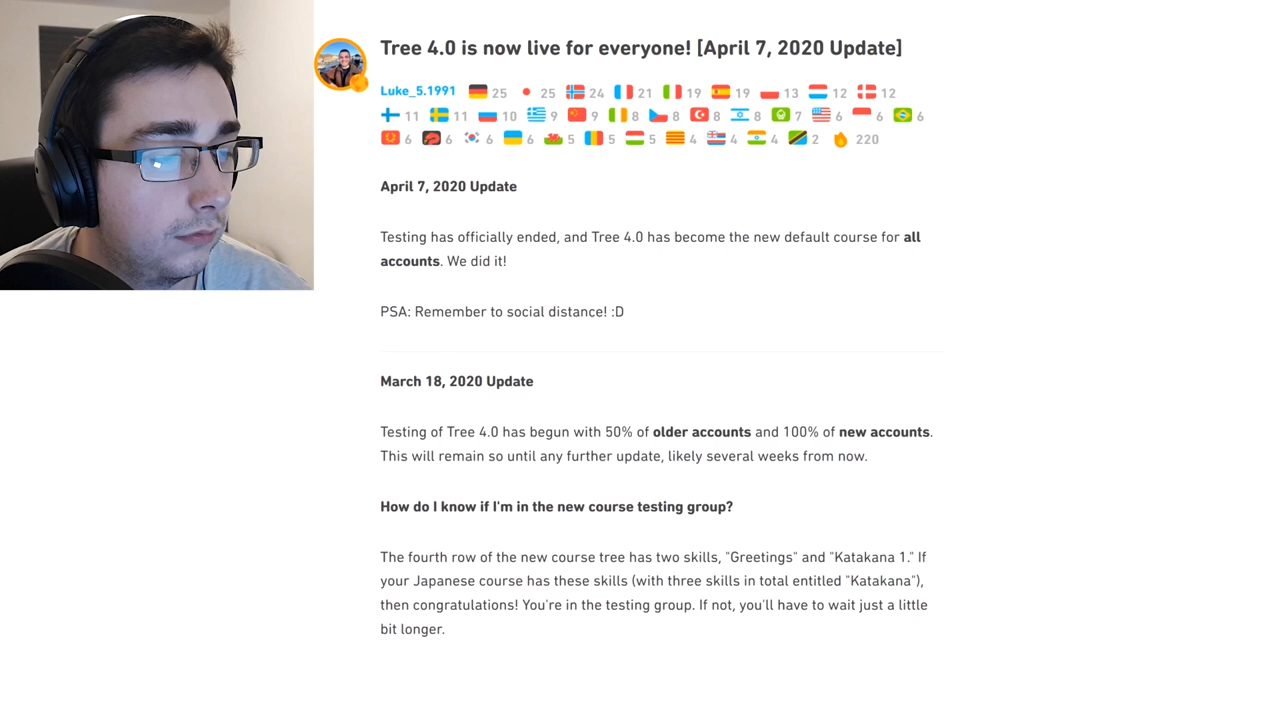 Tree 4.0 is now live for everyone! [April 7, 2020 Update]
Luke_5.1991 25 25 24 21 19 19 13 12 12
11 11 10 9 9 8 8 8 8 7 6 6 6
6 6 6 6 5 5 5 4 4 4 2 220
April 7, 2020 Update
Testing has officially ended, and Tree 4.0 has become the new default course for all
accounts. We did it!
PSA: Remember to social distance! :D
March 18, 2020 Update
Testing of Tree 4.0 has begun with 50% of older accounts and 100% of new accounts.
This will remain so until any further update, likely several weeks from now.
How do I know if I'm in the new course testing group?
The fourth row of the new course tree has two skills, "Greetings" and "Katakana 1." If
your Japanese course has these skills (with three skills in total entitled "Katakana"),
then congratulations! You're in the testing group. If not, you'll have to wait just a little
bit longer.